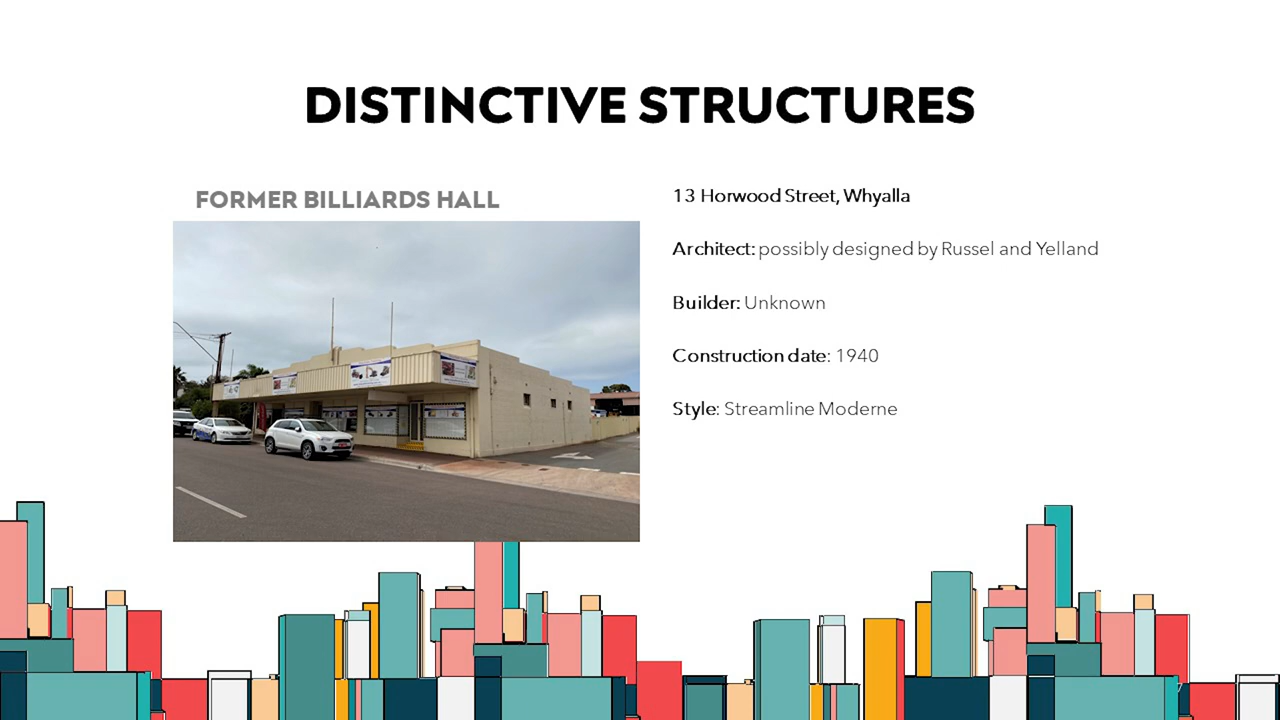 DISTINCTIVE STRUCTURES
FORMER BILLIARDS HALL
13 Horwood Street, Whyalla
Architect: possibly designed by Russel and Yelland
Builder: Unknown
Construction date: 1940
Style: Streamline Moderne
7